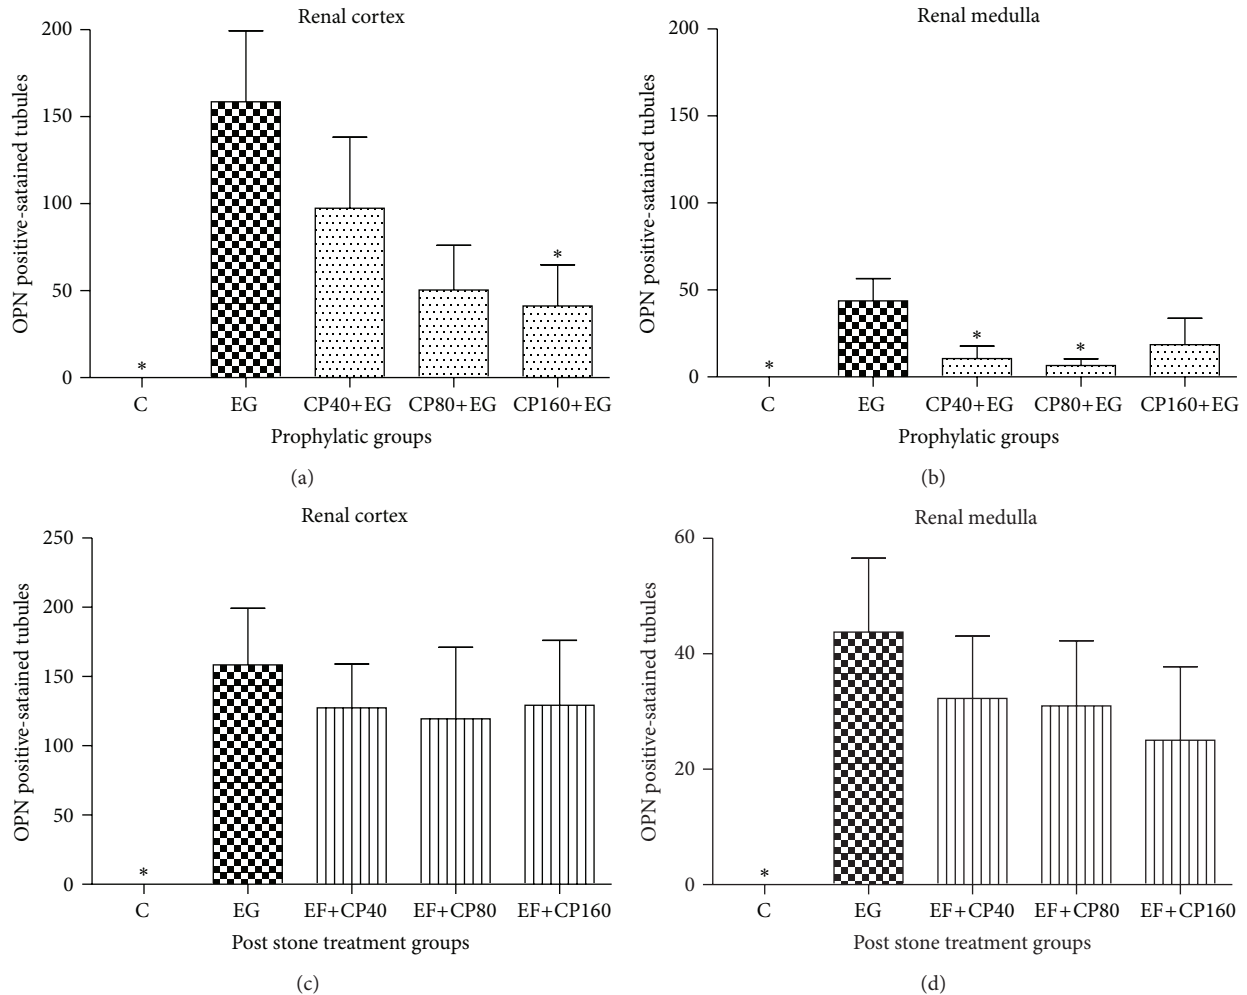 Renal cortex
200
150
100
50
0
OPN positive-satained tubules
*
*
C EG CP40+EG CP80+EG CP160+EG
Prophylatic groups
(a)
Renal medulla
200
150
100
50
0
OPN positive-satained tubules
*
*
*
C EG CP40+EG CP80+EG CP160+EG
Prophylatic groups
(b)
Renal cortex
250
200
150
100
50
0
OPN positive-satained tubules
*
C EG EF+CP40 EF+CP80 EF+CP160
Post stone treatment groups
(c)
Renal medulla
60
40
20
0
OPN positive-satained tubules
*
C EG EF+CP40 EF+CP80 EF+CP160
Post stone treatment groups
(d)